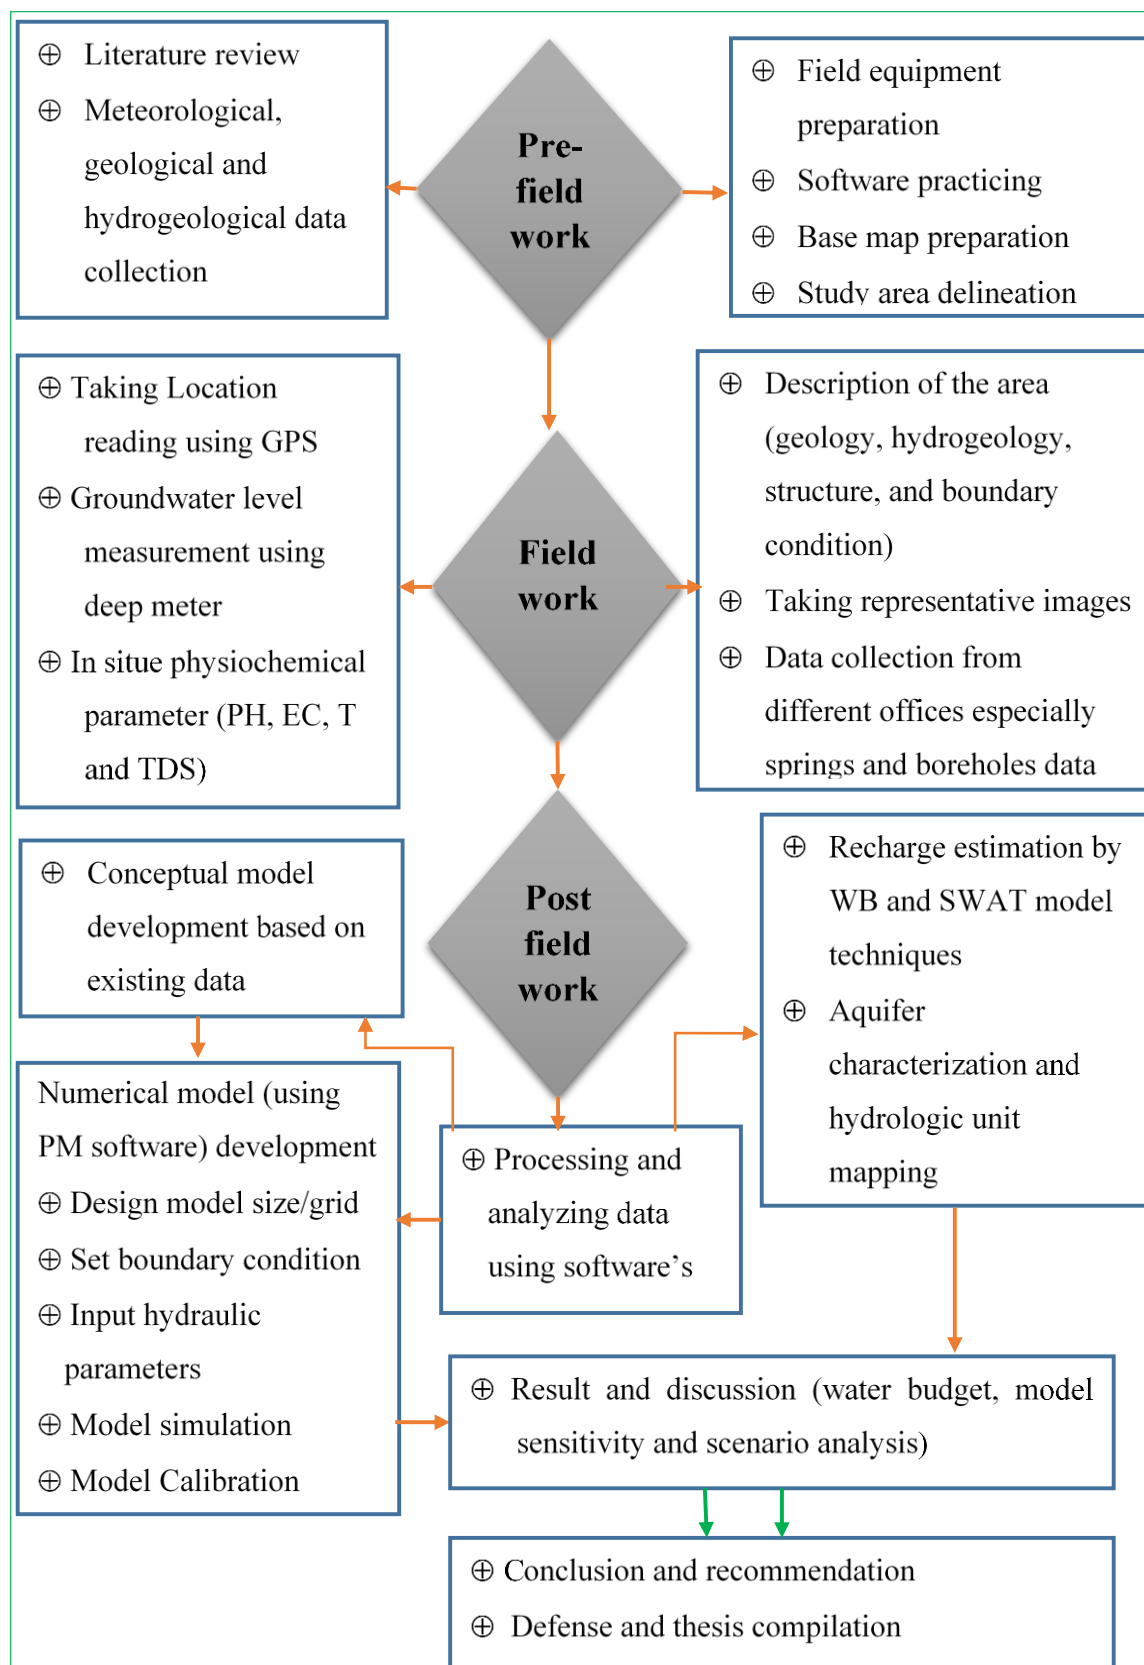 Literature review
Meteorological,
geological and
hydrogeological data
collection
Pre-
field
work
Field equipment
preparation
Software practicing
Base map preparation
Study area delineation
Taking Location
reading using GPS
Groundwater level
measurement using
deep meter
In situe physiochemical
parameter (PH, EC, T
and TDS)
Field
work
Description of the area
(geology, hydrogeology,
structure, and boundary
condition)
Taking representative images
Data collection from
different offices especially
springs and boreholes data
Post
field
work
Conceptual model
development based on
existing data
Recharge estimation by
WB and SWAT model
techniques
Aquifer
characterization and
hydrologic unit
mapping
Numerical model (using
PM software) development
Design model size/grid
Set boundary condition
Input hydraulic
parameters
Model simulation
Model Calibration
Processing and
analyzing data
using software’s
Result and discussion (water budget, model
sensitivity and scenario analysis)
Conclusion and recommendation
Defense and thesis compilation